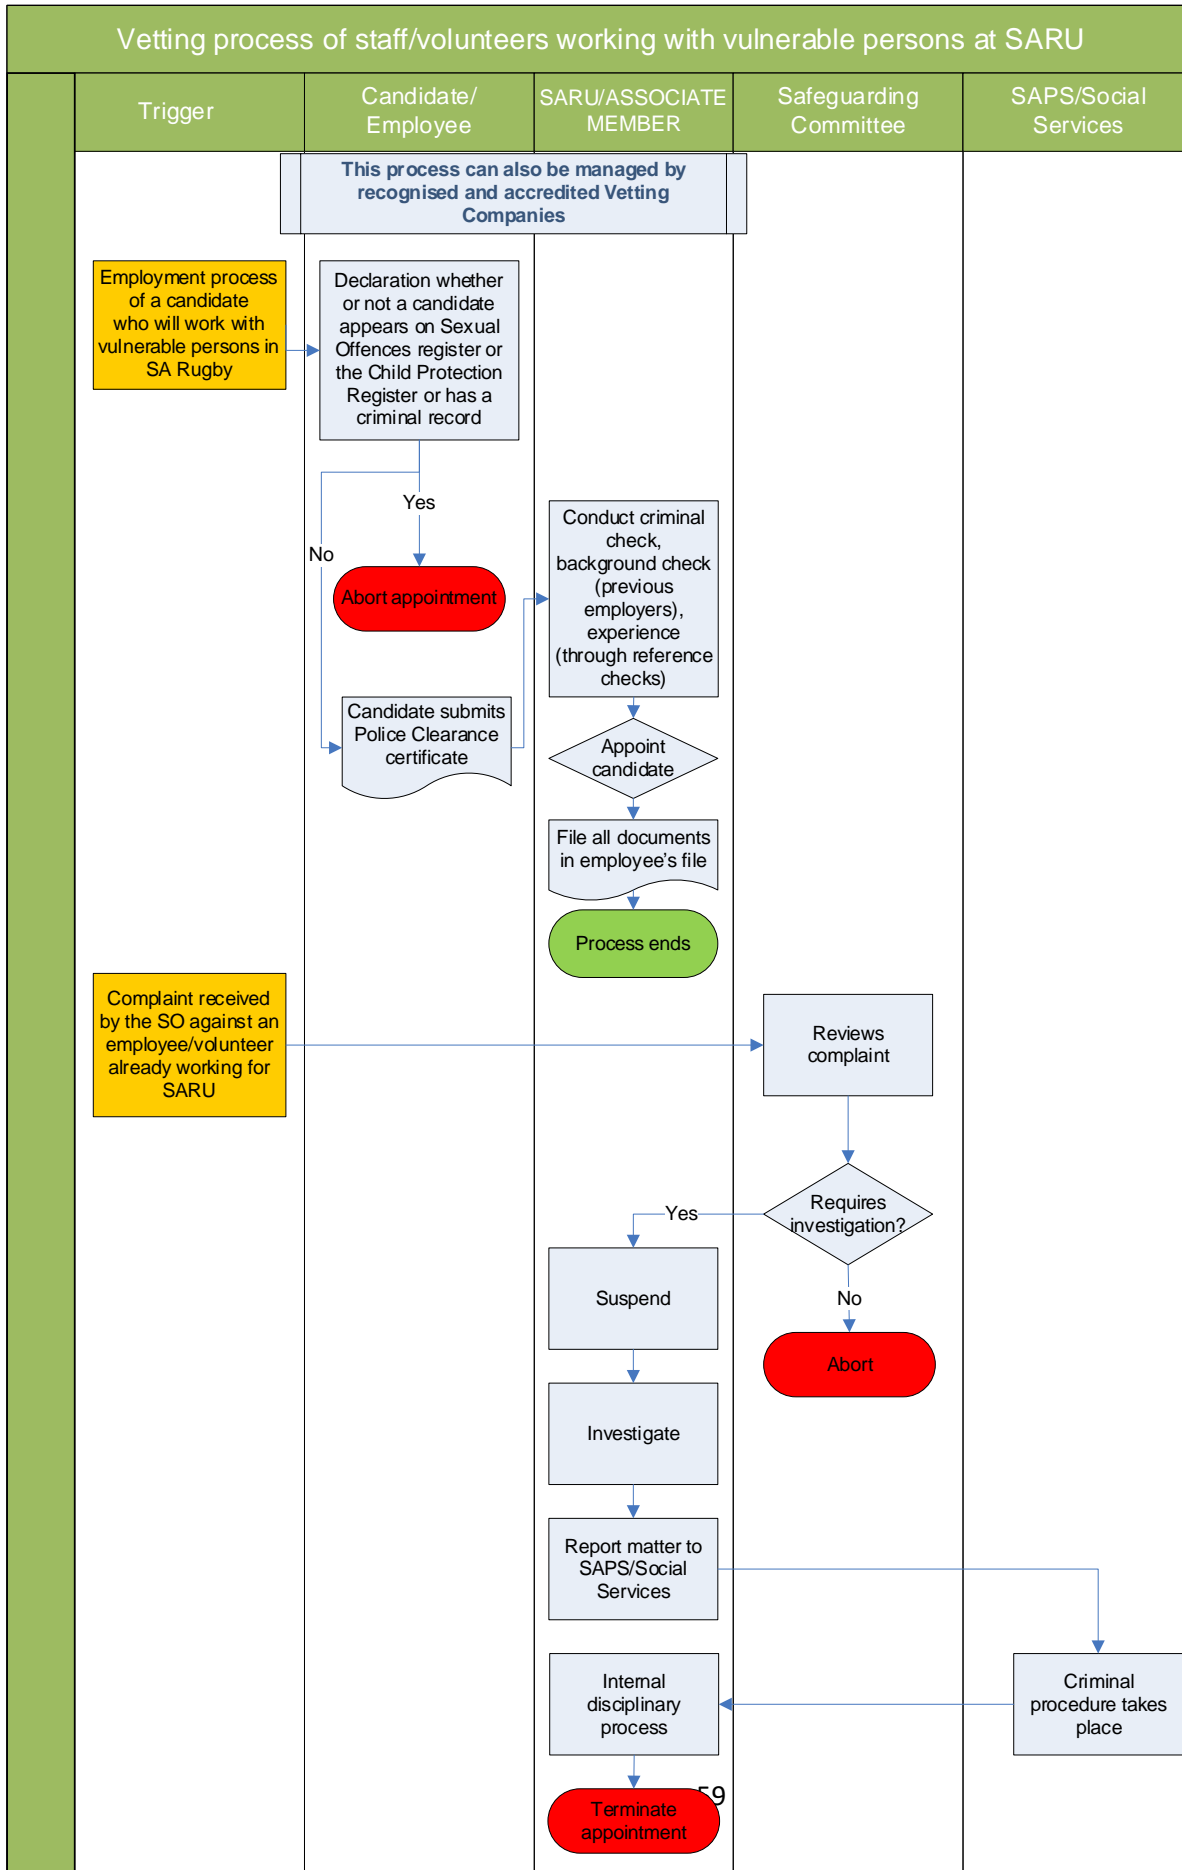 Vetting process of staff/volunteers working with vulnerable persons at SARU
Trigger
Candidate/
Employee
SARU/ASSOCIATE
MEMBER
Safeguarding
Committee
SAPS/Social
Services
This process can also be managed by
recognised and accredited Vetting
Companies
Employment process
of a candidate
who will work with
vulnerable persons in
SA Rugby
Declaration whether
or not a candidate
appears on Sexual
Offences register or
the Child Protection
Register or has a
criminal record
Yes
No
Abort appointment
Candidate submits
Police Clearance
certificate
Conduct criminal
check,
background check
(previous
employers),
experience
(through reference
checks)
Appoint
candidate
File all documents
in employee's file
Process ends
Complaint received
by the SO against an
employee/volunteer
already working for
SARU
Reviews
complaint
Requires
investigation?
Yes
No
Abort
Suspend
Investigate
Report matter to
SAPS/Social
Services
Criminal
procedure takes
place
Internal
disciplinary
process
59
Terminate
appointment